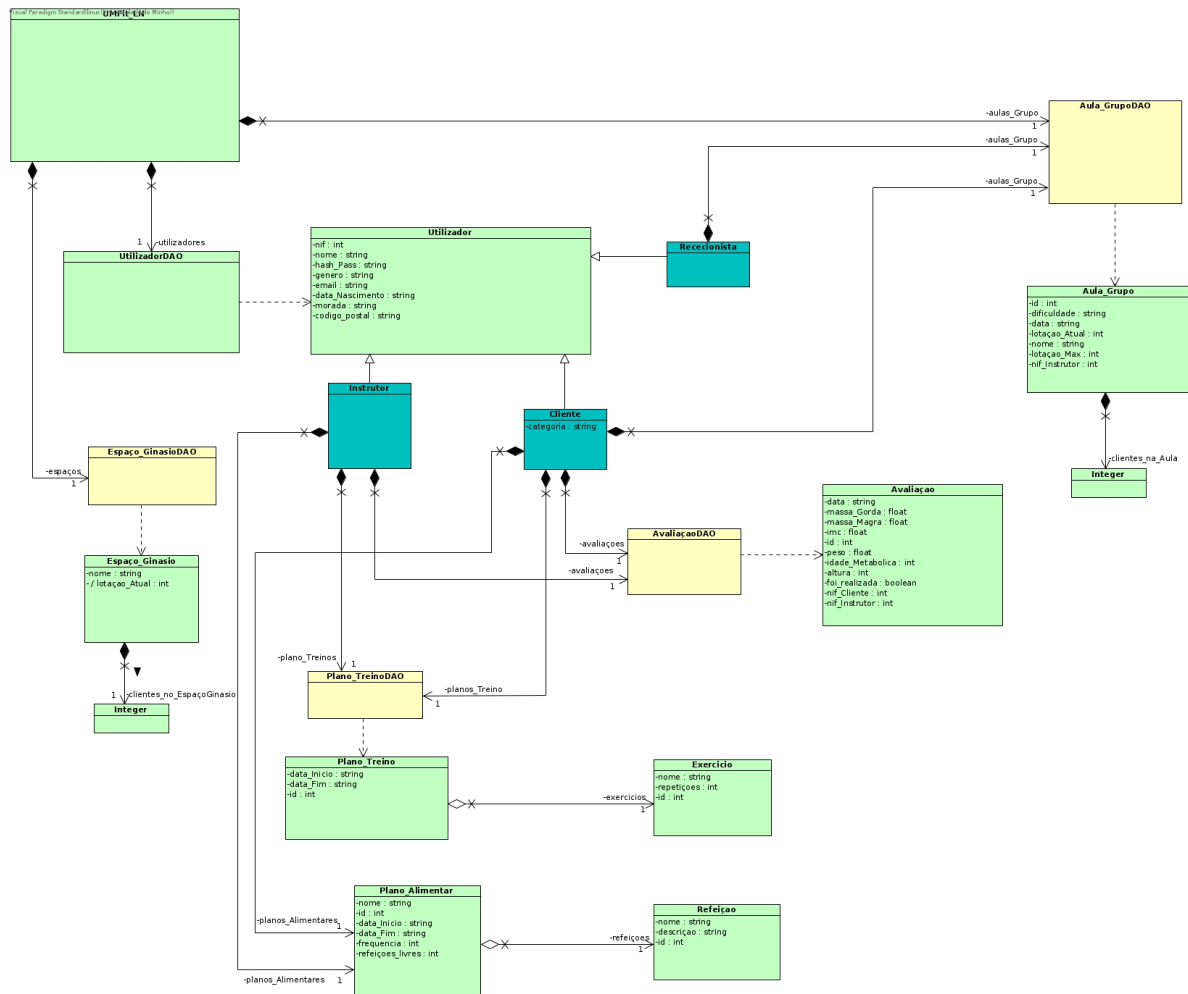 UMFit_LN
-aulas_Grupo
1
Aula_GrupoDAO
-aulas_Grupo
1
-aulas_Grupo
1
1
-utilizadores
UtilizadorDAO
Utilizador
-nif : int
-nome : string
-hash_Pass : string
-genero : string
-email : string
-data_Nascimento : string
-morada : string
-codigo_postal : string
Rececionista
Aula_Grupo
-id : int
-dificuldade : string
-data : string
-lotaçao_Atual : int
-nome : string
-lotaçao_Max : int
-nif_Instrutor : int
Instrutor
Cliente
-categoria : string
-clientes_na_Aula
Integer
Espaço_GinasioDAO
-espaços
1
Espaço_Ginasio
-nome : string
- / lotaçao_Atual : int
1
-clientes_no_EspaçoGinasio
Integer
AvaliaçaoDAO
-avaliaçoes
1
-avaliaçoes
1
Avaliaçao
-data : string
-massa_Gorda : float
-massa_Magra : float
-imc : float
-id : int
-peso : float
-idade_Metabolica : int
-altura : int
-foi_realizada : boolean
-nif_Cliente : int
-nif_Instrutor : int
-plano_Treinos
1
Plano_TreinoDAO
-planos_Treino
1
Plano_Treino
-data_Inicio : string
-data_Fim : string
-id : int
-exercicios
1
Exercicio
-nome : string
-repetiçoes : int
-id : int
Plano_Alimentar
-nome : string
-id : int
-data_Inicio : string
-data_Fim : string
-frequencia : int
-refeiçoes_livres : int
-planos_Alimentares
1
-planos_Alimentares
1
-refeiçoes
1
Refeiçao
-nome : string
-descriçao : string
-id : int